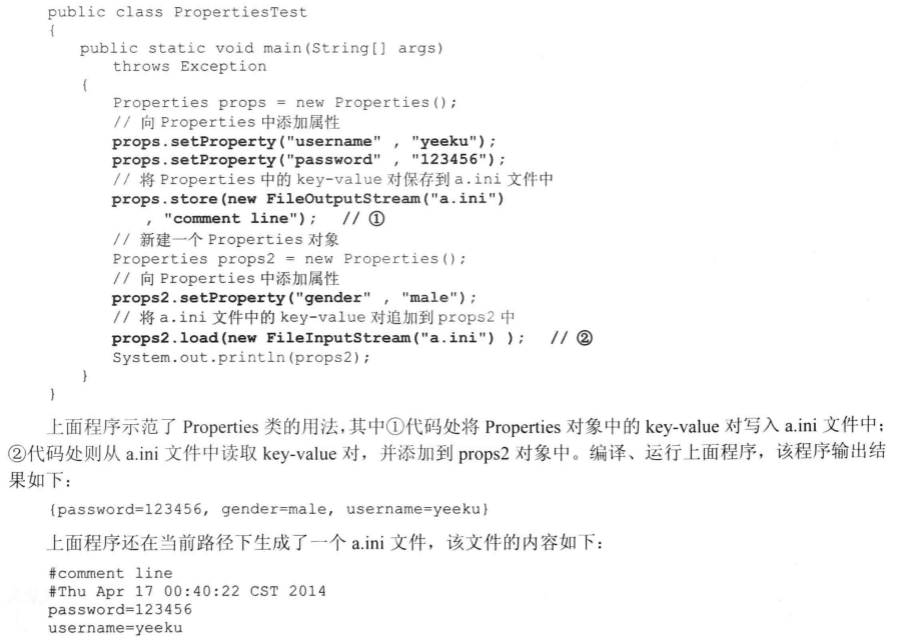 public class PropertiesTest
{
public static void main(String[] args)
throws Exception
{
Properties props = new Properties();
// 向 Properties 中添加属性
props.setProperty("username" , "yeeku");
props.setProperty("password" , "123456");
// 将 Properties 中的 key-value 对保存到 a.ini 文件中
props.store(new FileOutputStream("a.ini")
, "comment line"); // ①
// 新建一个 Properties 对象
Properties props2 = new Properties();
// 向 Properties 中添加属性
props2.setProperty("gender" , "male");
// 将 a.ini 文件中的 key-value 对追加到 props2 中
props2.load(new FileInputStream("a.ini") ); // ②
System.out.println(props2);
}
}
上面程序示范了 Properties 类的用法,其中①代码处将 Properties 对象中的 key-value 对写入 a.ini 文件中;
②代码处则从 a.ini 文件中读取 key-value 对，并添加到 props2 对象中。编译、运行上面程序，该程序输出结
果如下：
{password=123456, gender=male, username=yeeku}
上面程序还在当前路径下生成了一个 a.ini 文件，该文件的内容如下：
#comment line
#Thu Apr 17 00:40:22 CST 2014
password=123456
username=yeeku